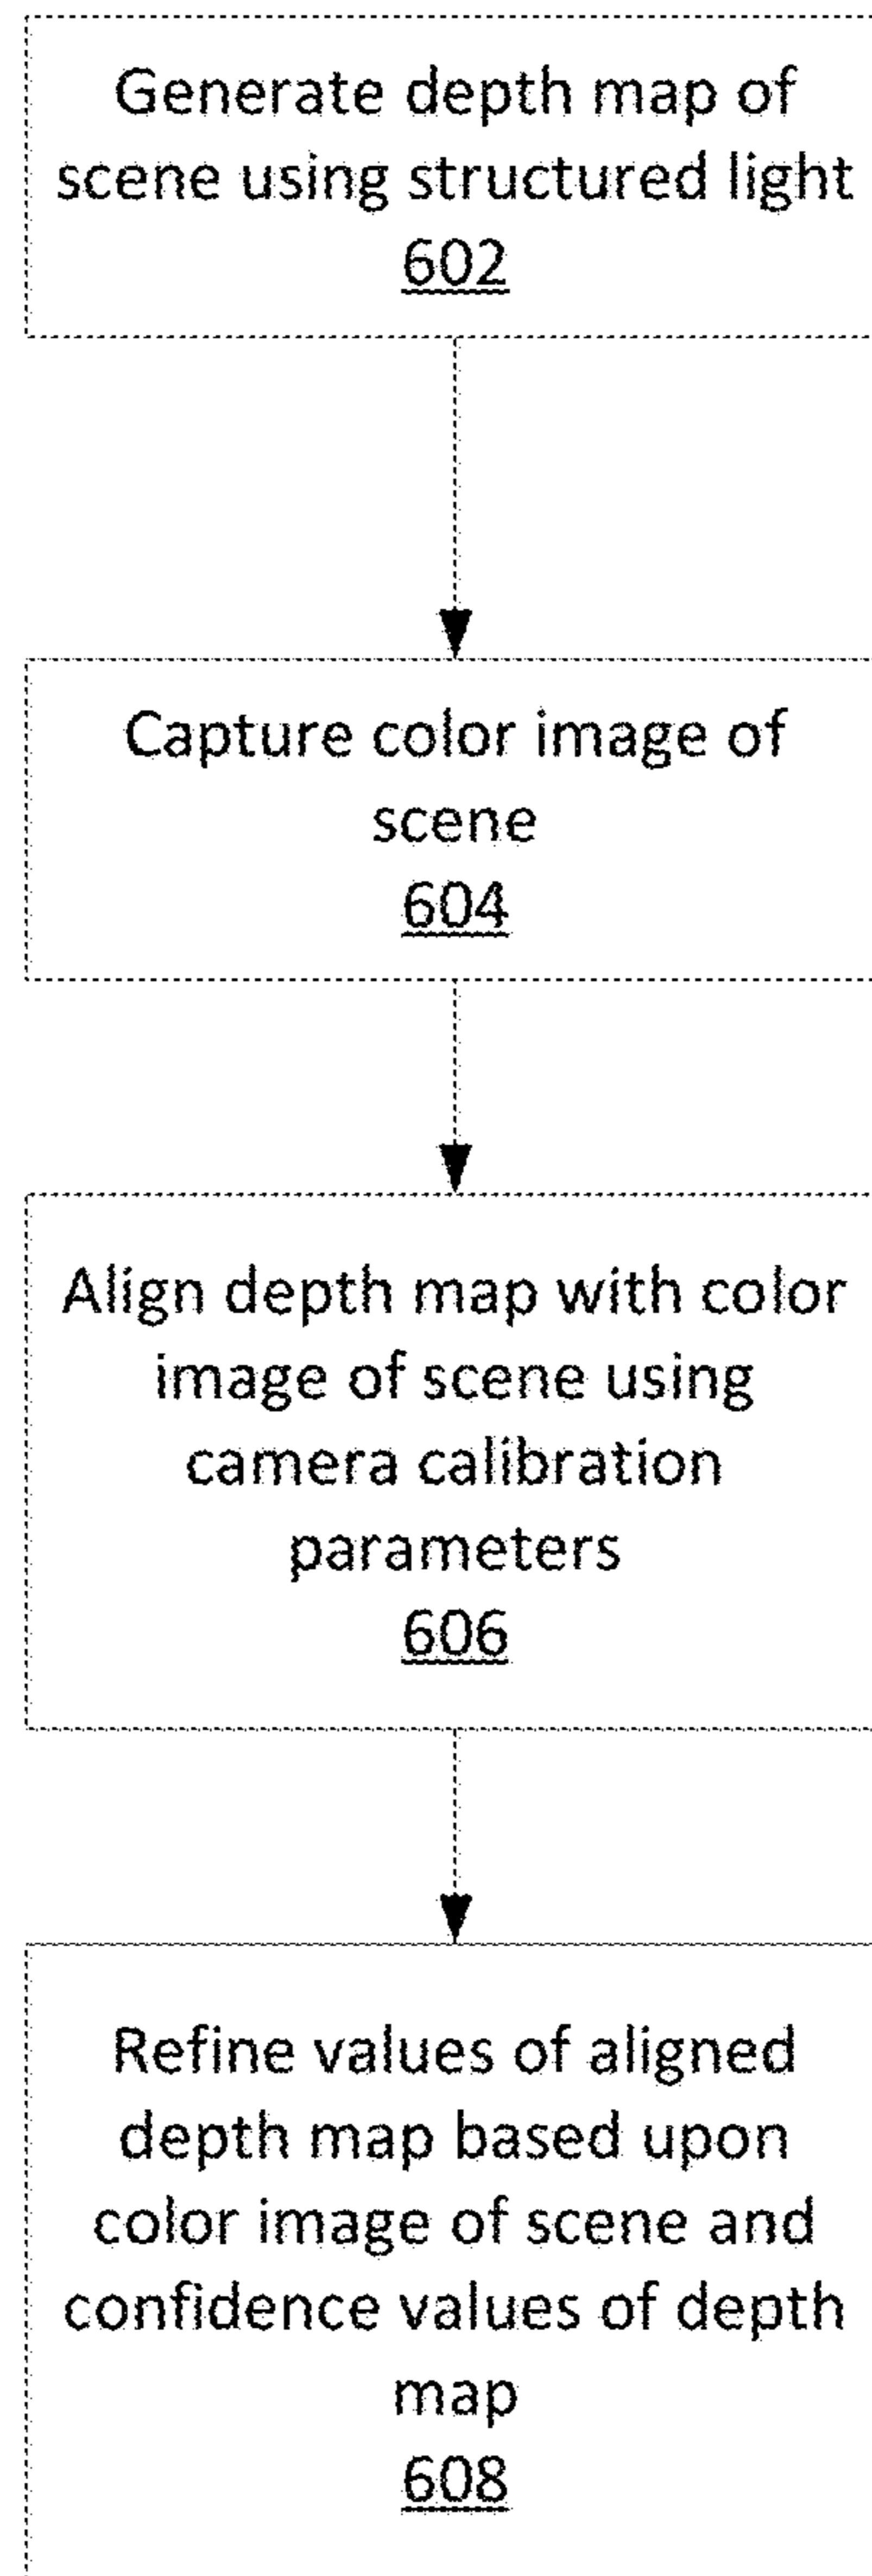 Generate depth map of
scene using structured light
602
Capture color image of
scene
604
Align depth map with color
image of scene using
camera calibration
parameters
606
Refine values of aligned
depth map based upon
color image of scene and
confidence values of depth
map
608